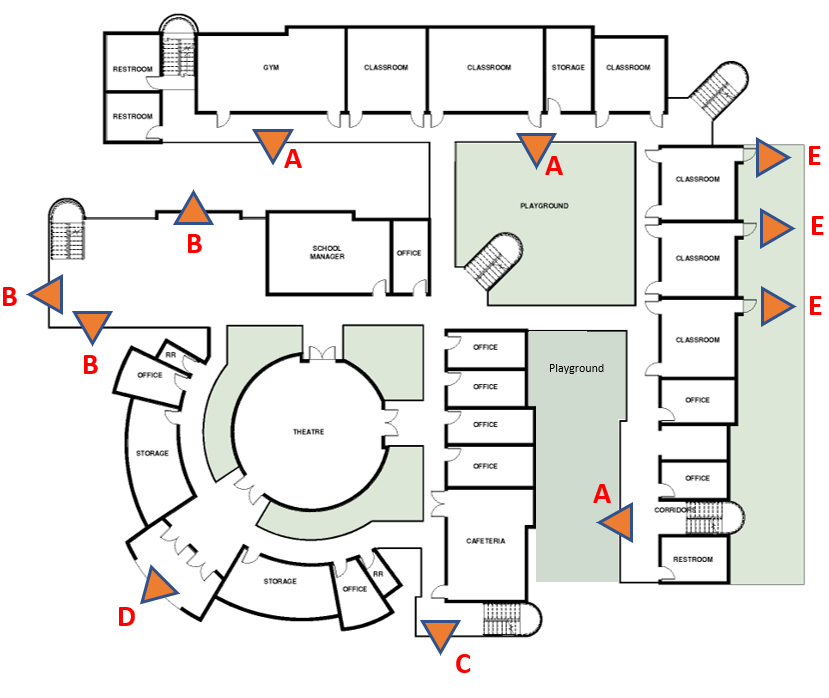 RESTROOM
GYM
CLASSROOM
CLASSROOM
STORAGE
CLASSROOM
RESTROOM
A
A
E
CLASSROOM
PLAYGROUND
E
B
SCHOOL
MANAGER
OFFICE
CLASSROOM
B
E
B
RR
OFFICE
OFFICE
Playground
CLASSROOM
OFFICE
OFFICE
THEATRE
OFFICE
STORAGE
OFFICE
OFFICE
A
CORRIDORS
CAFETERIA
RESTROOM
STORAGE
RR
OFFICE
D
C